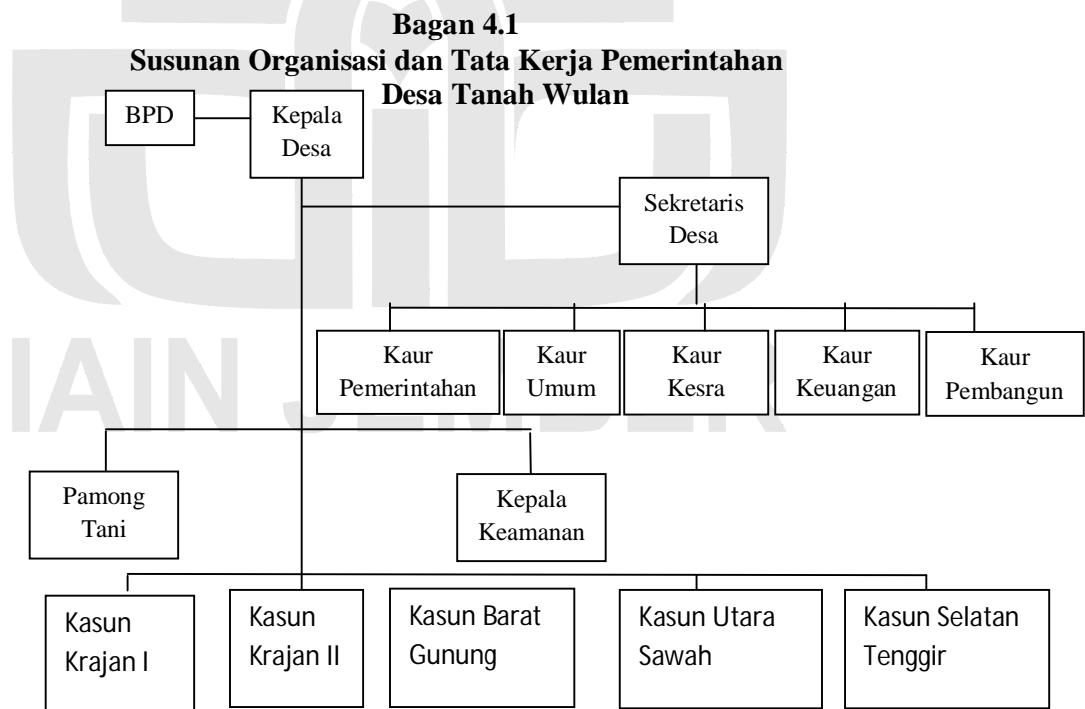 Bagan 4.1
Susunan Organisasi dan Tata Kerja Pemerintahan
Desa Tanah Wulan
BPD
Kepala
Desa
Sekretaris
Desa
Kaur
Pemerintahan
Kaur
Umum
Kaur
Kesra
Kaur
Keuangan
Kaur
Pembangun
IAIN JEMBER
Pamong
Tani
Kepala
Keamanan
Kasun
Krajan I
Kasun
Krajan II
Kasun Barat
Gunung
Kasun Utara
Sawah
Kasun Selatan
Tenggir